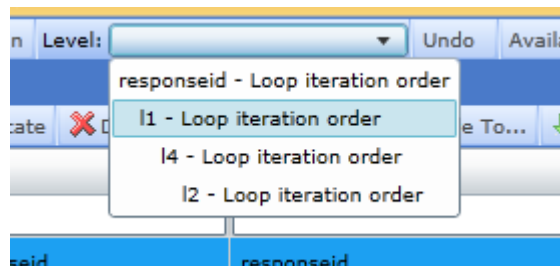 n Level: Undo Avail
responseid - Loop iteration order
l1 - Loop iteration order
l4 - Loop iteration order
l2 - Loop iteration order
ate D e To...
seid responseid